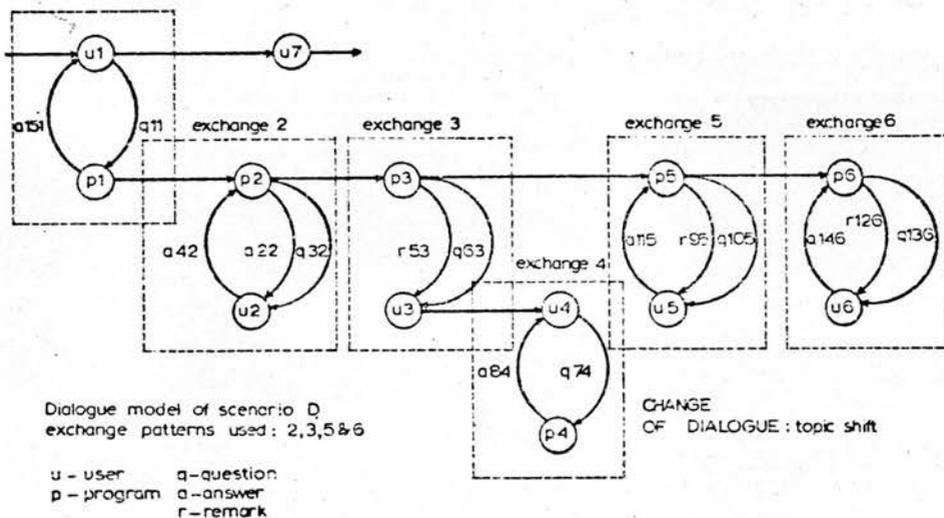 u1
u7
a151
q11
exchange 2
exchange 3
exchange 5
exchange6
p1
p2
p3
p5
p6
a42
a22
q32
r53
q63
a115
r95
q105
a146
r126
q136
exchange 4
u2
u3
u4
u5
u6
a84
q74
p4
Dialogue model of scenario D
exchange patterns used: 2,3,5&6
CHANGE
OF DIALOGUE: topic shift
u - user q-question
p - program a-answer
r-remark